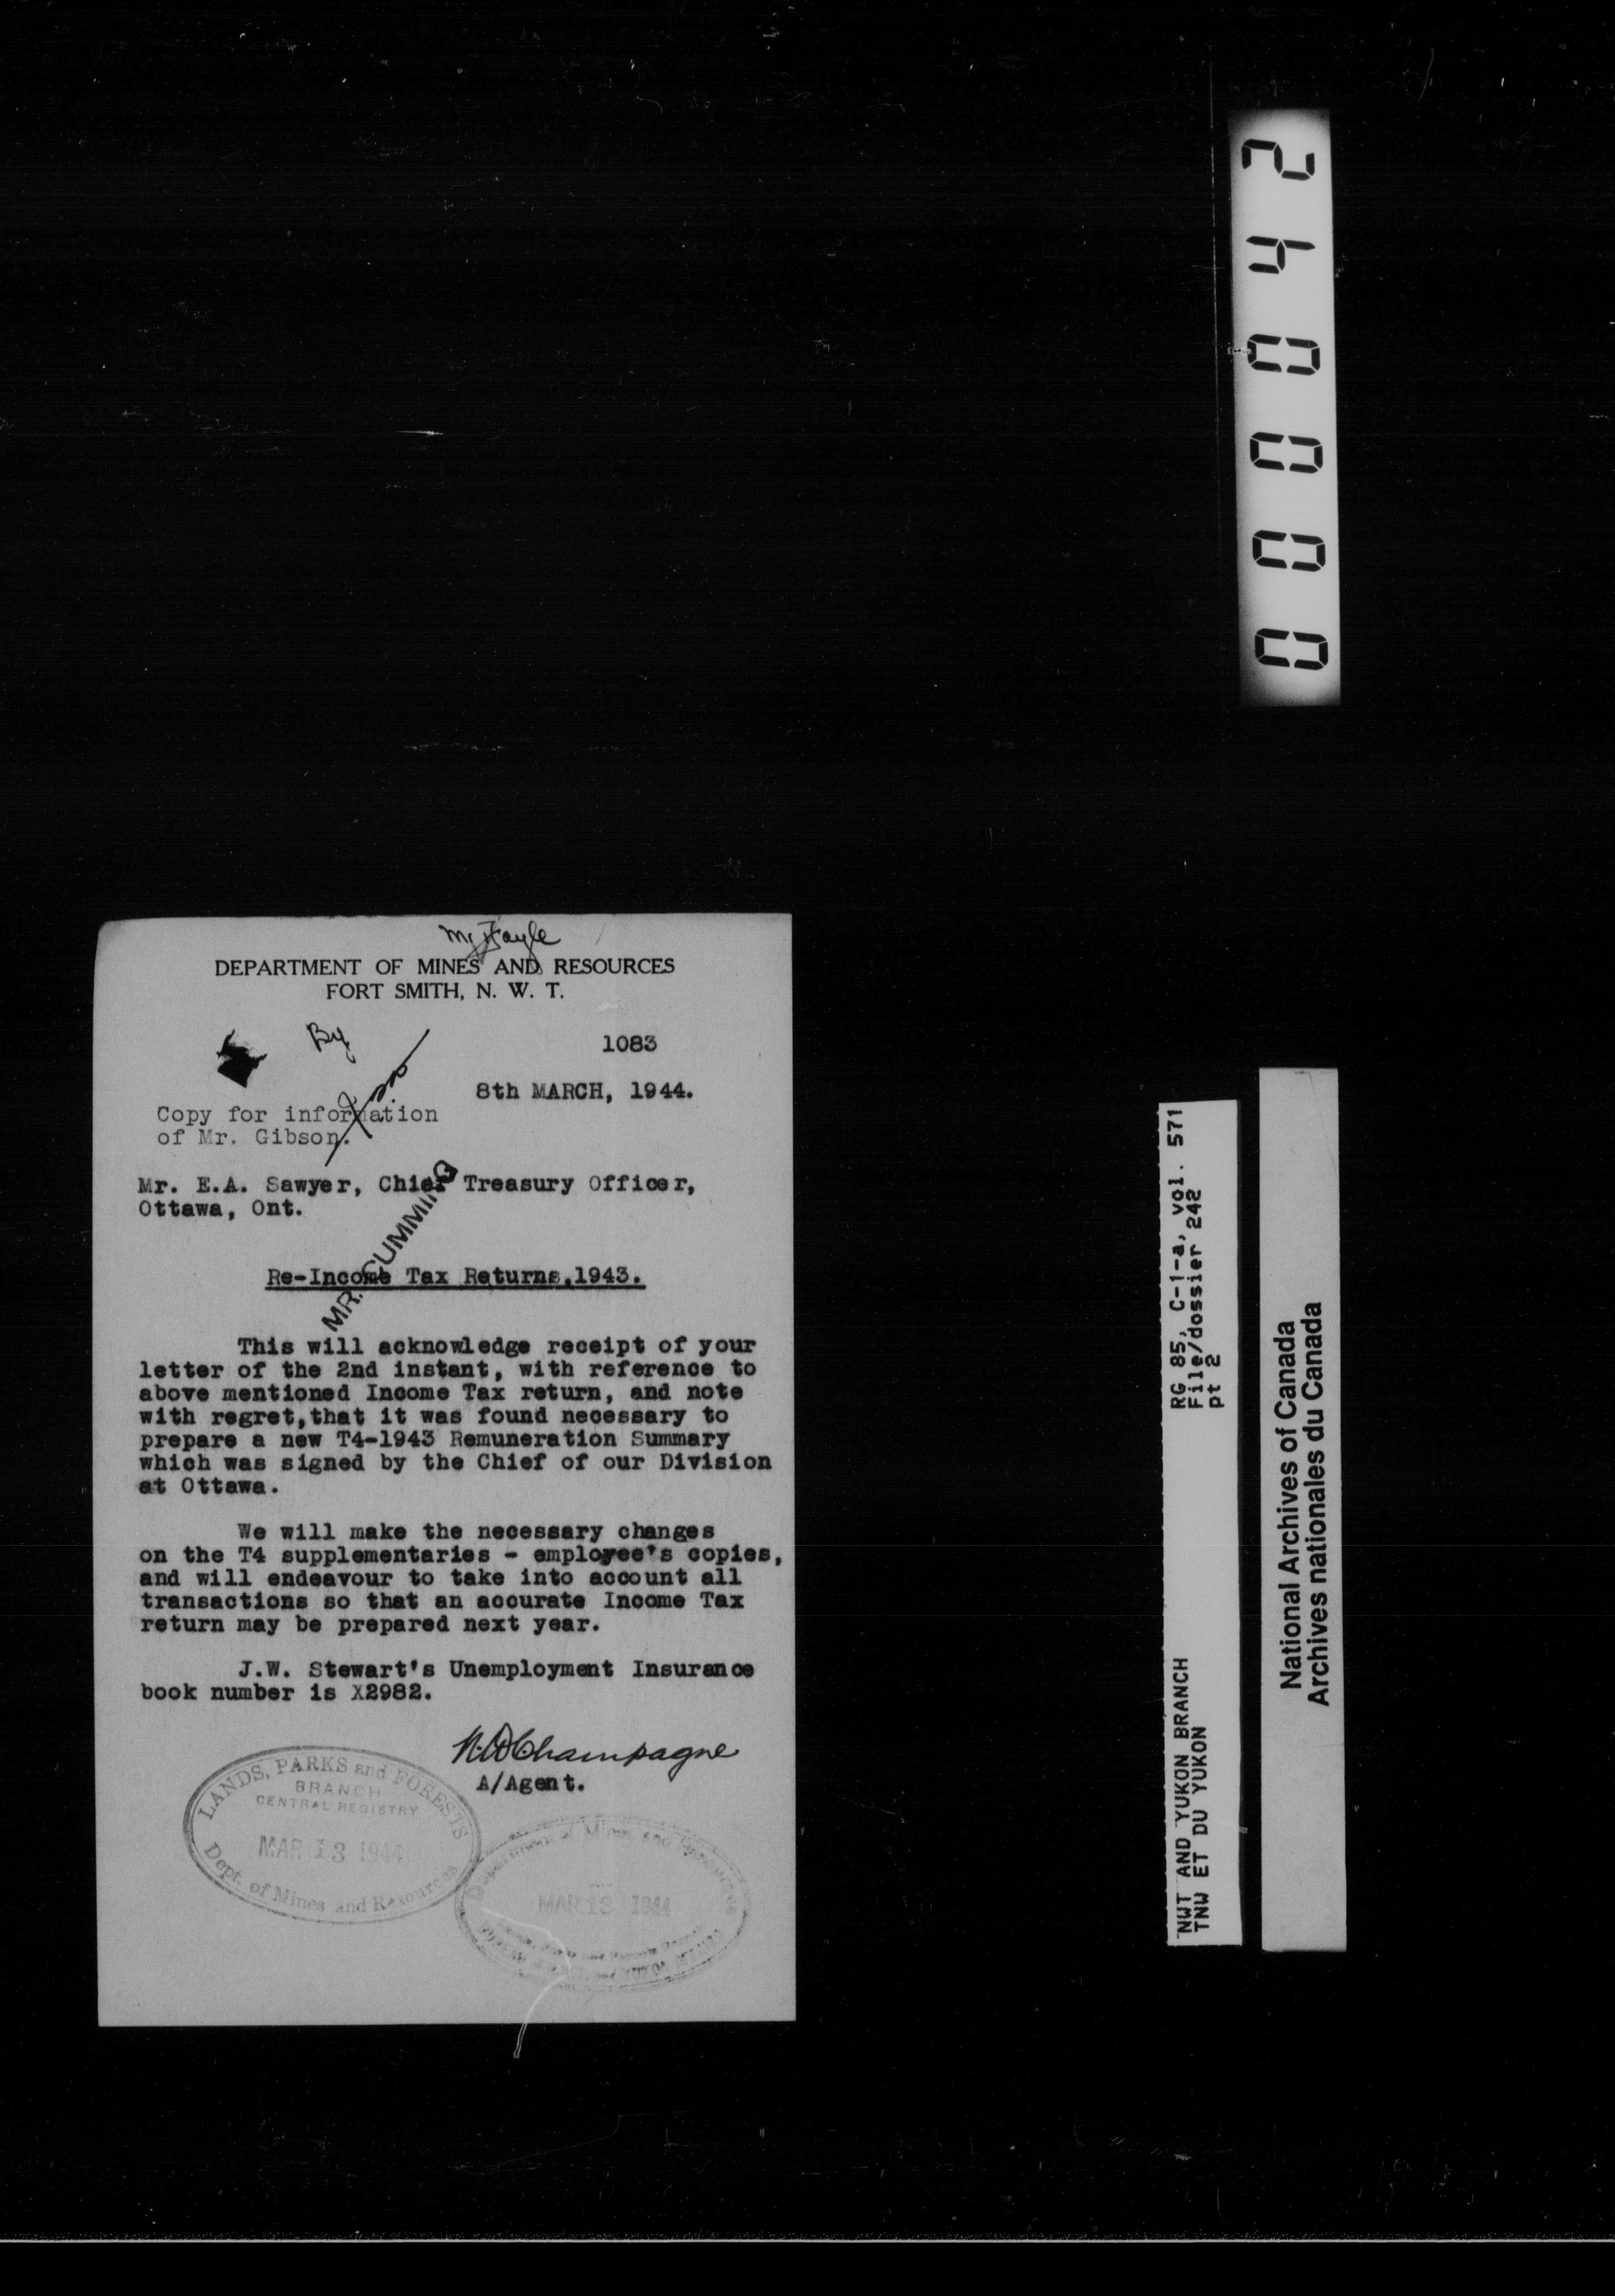 DEPARTMENT OF MINES AND RESOURCES
FORT SMITH, N. W. T.
By
1083
8th MARCH, 1944.
Copy for information
of Mr. Gibson.
Mr. E.A. Sawyer, Chief Treasury Officer,
Ottawa, Ont.
MR. CUMMING
Re-Income Tax Returns,1943.
This will acknowledge receipt of your
letter of the 2nd instant, with reference to
above mentioned Income Tax return, and note
with regret,that it was found necessary to
prepare a new T4-1943 Remuneration Summary
which was signed by the Chief of our Division
at Ottawa.
We will make the necessary changes
on the T4 supplementaries - employee's copies,
and will endeavour to take into account all
transactions so that an accurate Income Tax
return may be prepared next year.
J.W. Stewart's Unemployment Insurance
book number is X2982.
Champagne
A/Agent.
LANDS, PARKS and FORESTS
BRANCH
CENTRAL REGISTRY
MAR 13 1944
Dept. of Mines and Resources
Department of Mines and Resources
MAR 13 1944
240000
RG 85, C-1-a, vol. 571
File/dossier 242
pt 2
NWT AND YUKON BRANCH
TNW ET DU YUKON
National Archives of Canada
Archives nationales du Canada